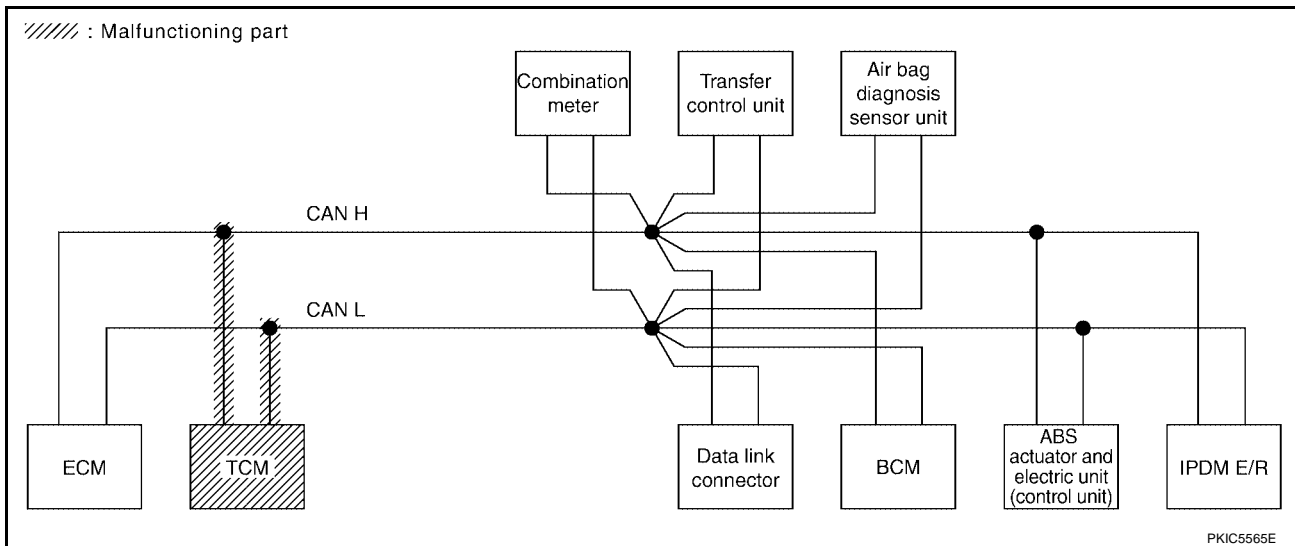 : Malfunctioning part
Combination
meter
Transfer
control unit
Air bag
diagnosis
sensor unit
CAN H
CAN L
ECM
TCM
Data link
connector
BCM
ABS
actuator and
electric unit
(control unit)
IPDM E/R
PKIC5565E